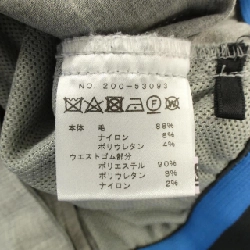 NO. 200-53093
本体 毛 88%
ナイロン 8%
ポリウレタン 4%
ウエストゴム部分
ポリエステル 90%
ポリウレタン 8%
ナイロン 2%